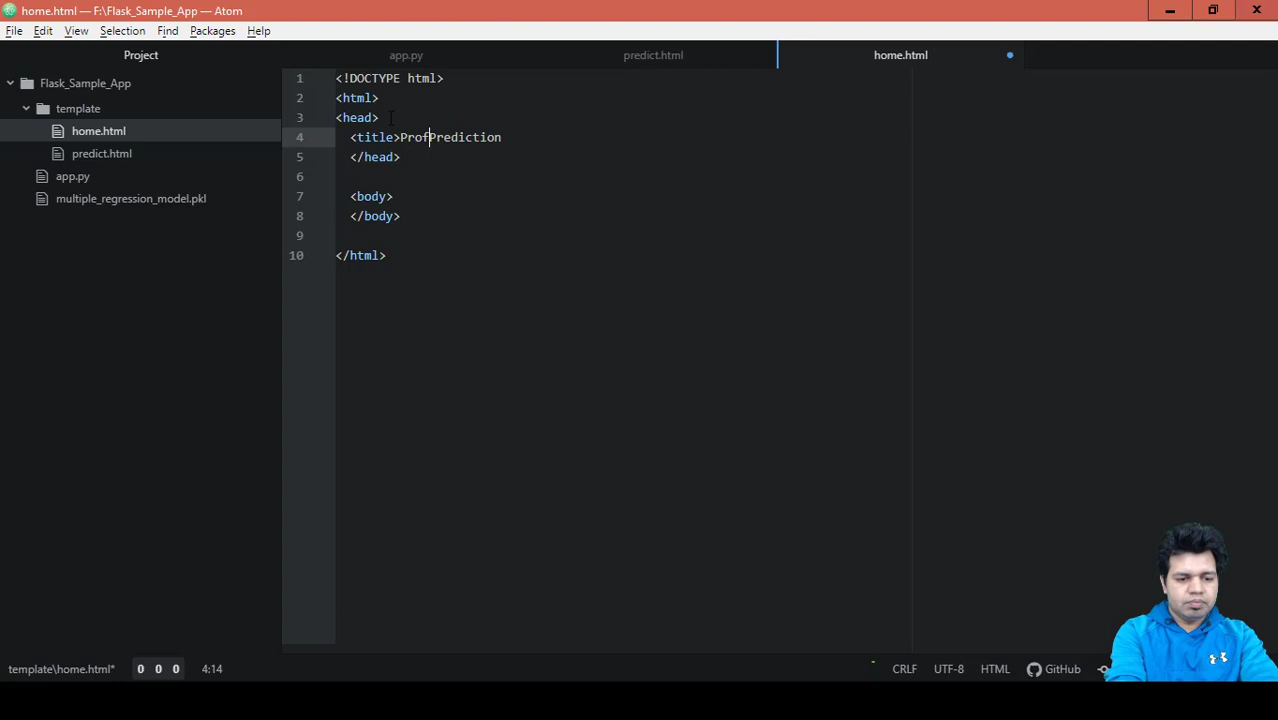 home.html — F:\Flask_Sample_App — Atom
File Edit View Selection Find Packages Help
Project app.py predict.html home.html
Flask_Sample_App
template
home.html
predict.html
app.py
multiple_regression_model.pkl
1 <!DOCTYPE html>
2 <html>
3 <head>
4 <title>ProfPrediction
5 </head>
6
7 <body>
8 </body>
9
10 </html>
template\home.html* 0 0 0 4:14 CRLF UTF-8 HTML GitHub